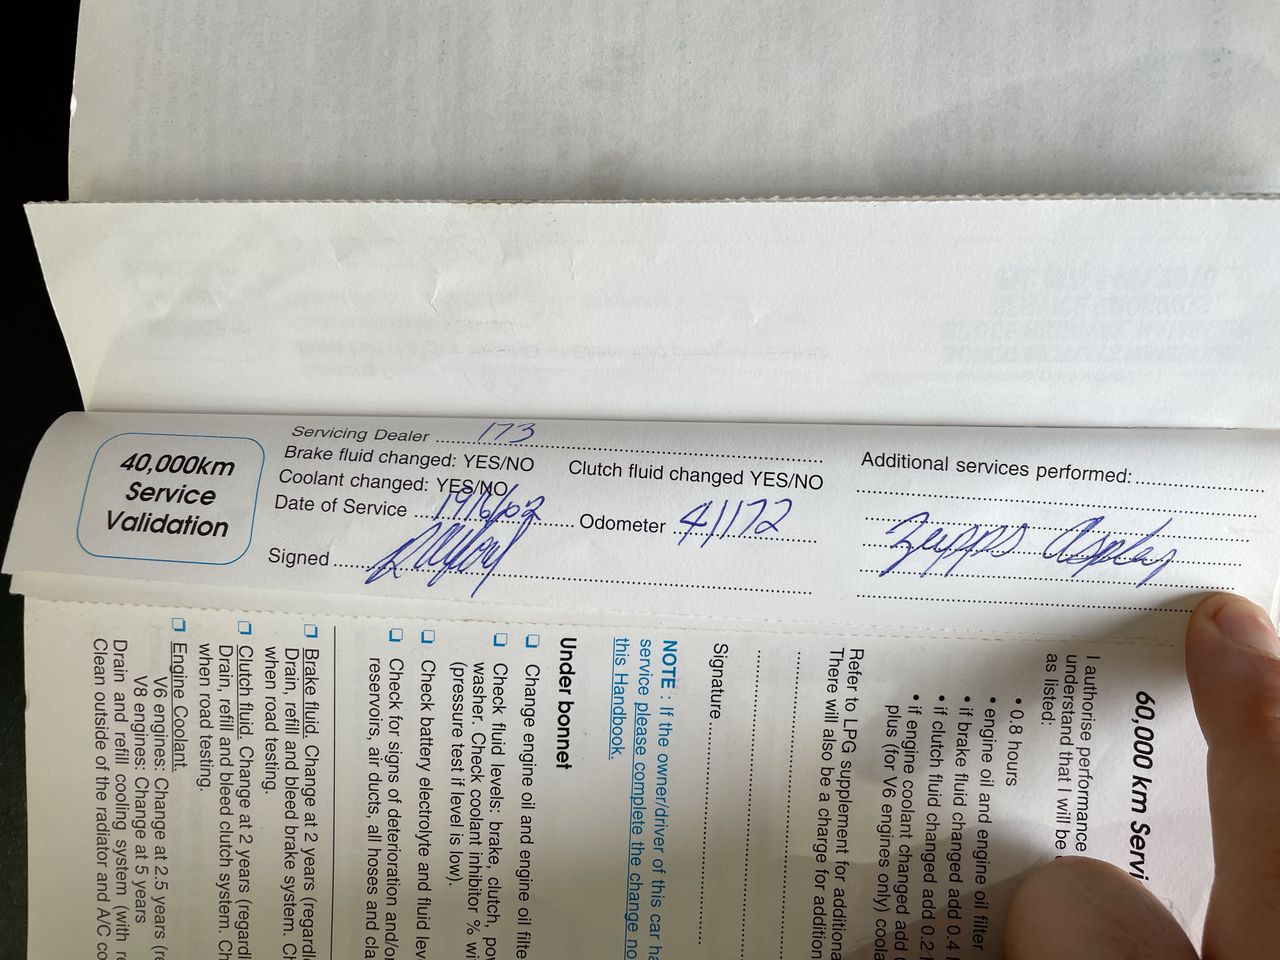 40,000km
Service
Validation
Servicing Dealer 173
Brake fluid changed: YES/NO
Clutch fluid changed YES/NO
Coolant changed: YES/NO
Date of Service 19/6/02
Odometer 41172
Signed
Additional services performed:
Zupps Aspley
60,000 km Servi
I authorise performance
understand that I will be
as listed:
• 0.8 hours
• engine oil and engine oil filter
• if brake fluid changed add 0.4
• if clutch fluid changed add 0.2
• if engine coolant changed add
plus (for V6 engines only) coola
Refer to LPG supplement for additiona
There will also be a charge for addition
Signature
NOTE : If the owner/driver of this car ha
service please complete the change no
this Handbook.
Under bonnet
❏ Change engine oil and engine oil filte
❏ Check fluid levels: brake, clutch, pow
washer. Check coolant inhibitor % wi
(pressure test if level is low).
❏ Check battery electrolyte and fluid lev
❏ Check for signs of deterioration and/or
reservoirs, air ducts, all hoses and cla
❏ Brake fluid. Change at 2 years (regardl
Drain, refill and bleed brake system. Ch
when road testing.
❏ Clutch fluid. Change at 2 years (regardl
Drain, refill and bleed clutch system. Ch
when road testing.
❏ Engine Coolant.
V6 engines: Change at 2.5 years (re
V8 engines: Change at 5 years
Drain and refill cooling system (with re
Clean outside of the radiator and A/C co